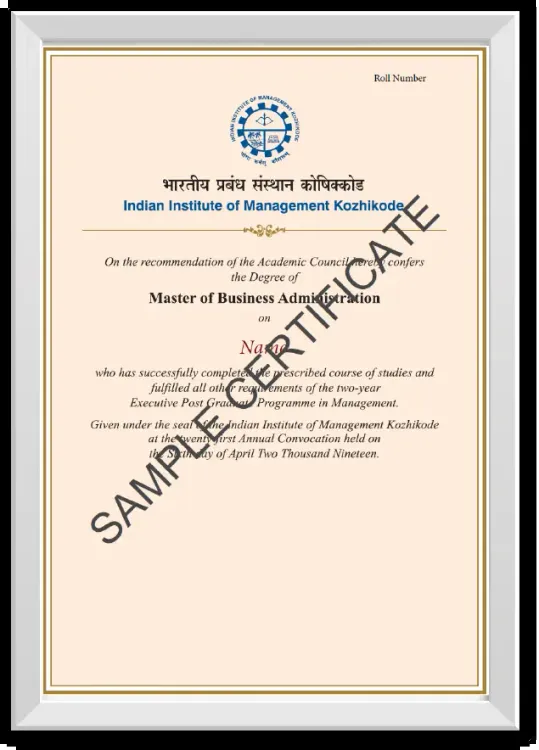 Roll Number
INDIAN INSTITUTE OF MANAGEMENT KOZHIKODE
भारतीय प्रबंध संस्थान कोषिक्कोड
Indian Institute of Management Kozhikode
On the recommendation of the Academic Council hereby confers
the Degree of
Master of Business Administration
on
Name
who has successfully completed the prescribed course of studies and
fulfilled all other requirements of the two-year
Executive Post Graduate Programme in Management.
Given under the seal of the Indian Institute of Management Kozhikode
at the twenty first Annual Convocation held on
the Sixth day of April Two Thousand Nineteen.
SAMPLE CERTIFICATE